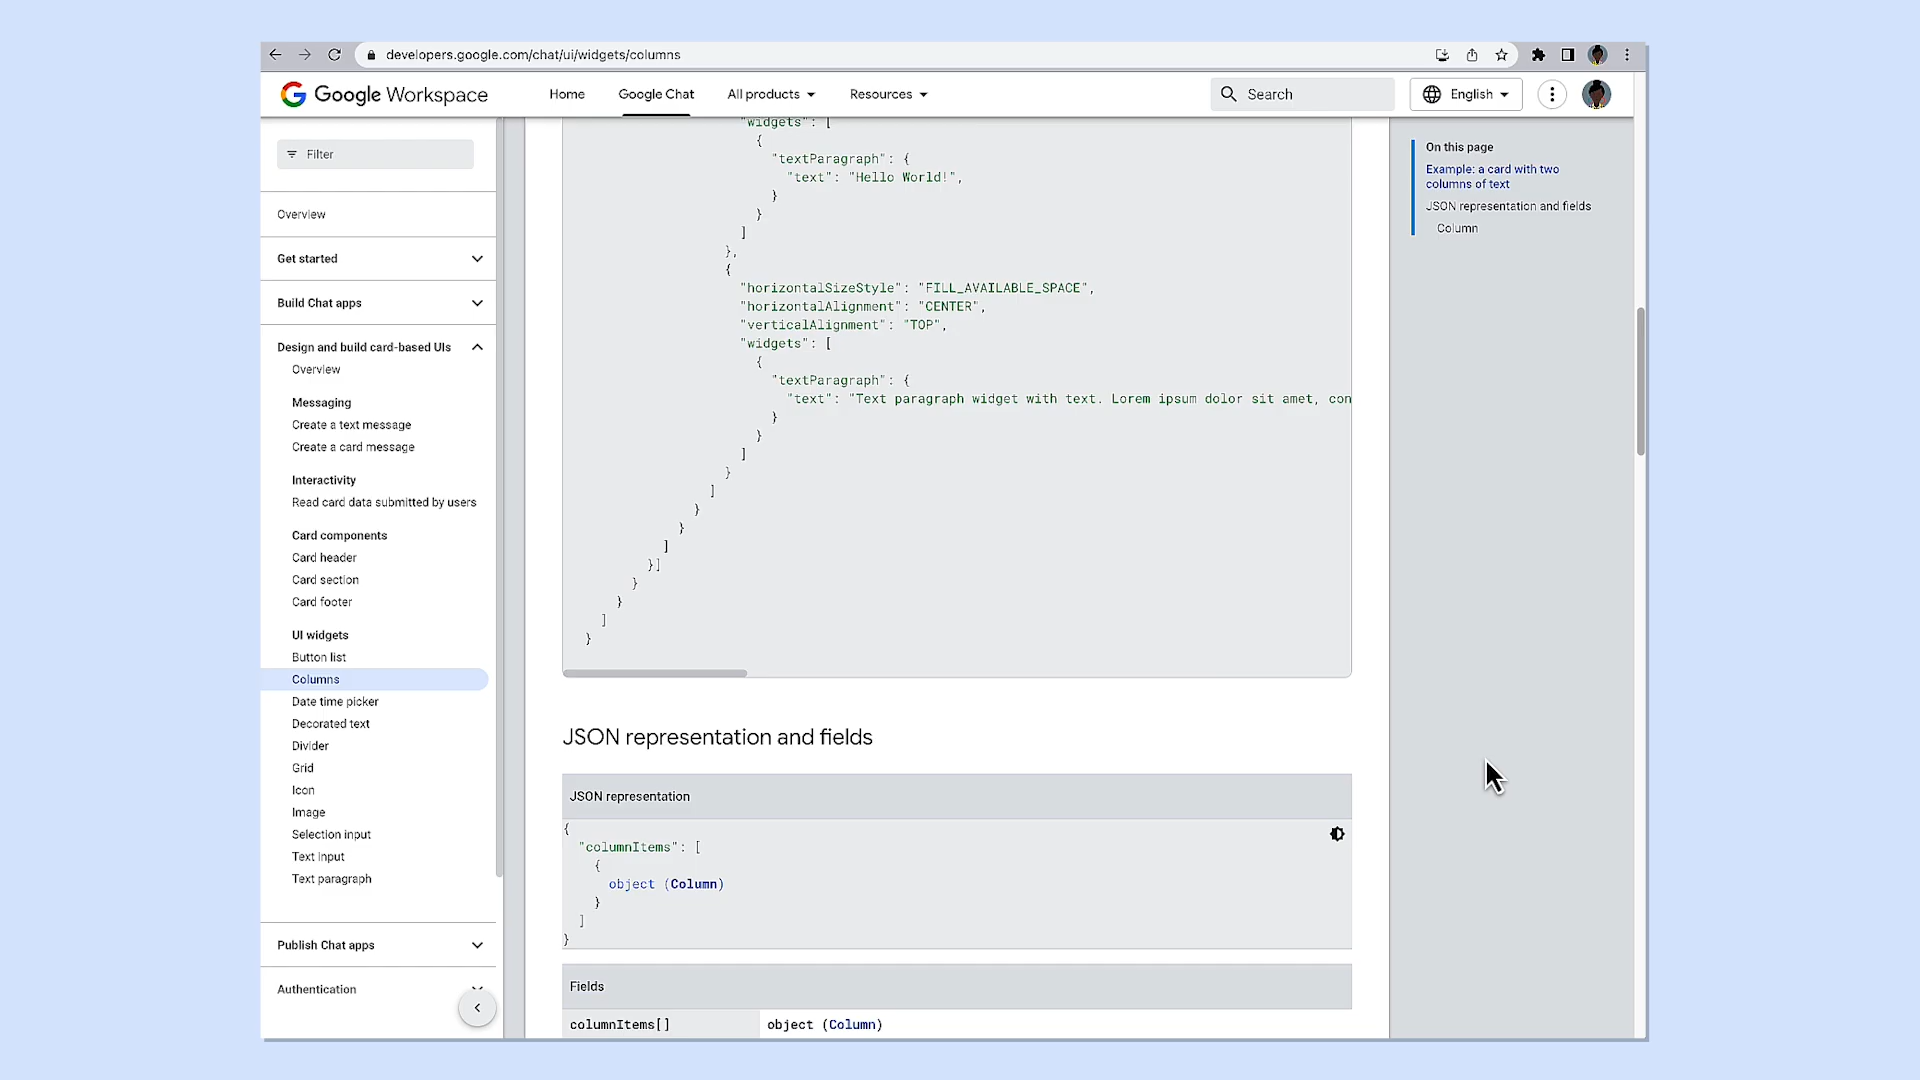 developers.google.com/chat/ui/widgets/columns
Google Workspace
Home
Google Chat
All products
Resources
Search
English
Filter
Overview
Get started
Build Chat apps
Design and build card-based UIs
Overview
Messaging
Create a text message
Create a card message
Interactivity
Read card data submitted by users
Card components
Card header
Card section
Card footer
UI widgets
Button list
Columns
Date time picker
Decorated text
Divider
Grid
Icon
Image
Selection input
Text input
Text paragraph
Publish Chat apps
Authentication
"widgets": [
{
"textParagraph": {
"text": "Hello World!",
}
}
]
},
{
"horizontalSizeStyle": "FILL_AVAILABLE_SPACE",
"horizontalAlignment": "CENTER",
"verticalAlignment": "TOP",
"widgets": [
{
"textParagraph": {
"text": "Text paragraph widget with text. Lorem ipsum dolor sit amet, con
}
}
]
}
]
}
}
]
}]
}
}
]
}
JSON representation and fields
JSON representation
{
"columnItems": [
{
object (Column)
}
]
}
Fields
columnItems[]
object (Column)
On this page
Example: a card with two
columns of text
JSON representation and fields
Column